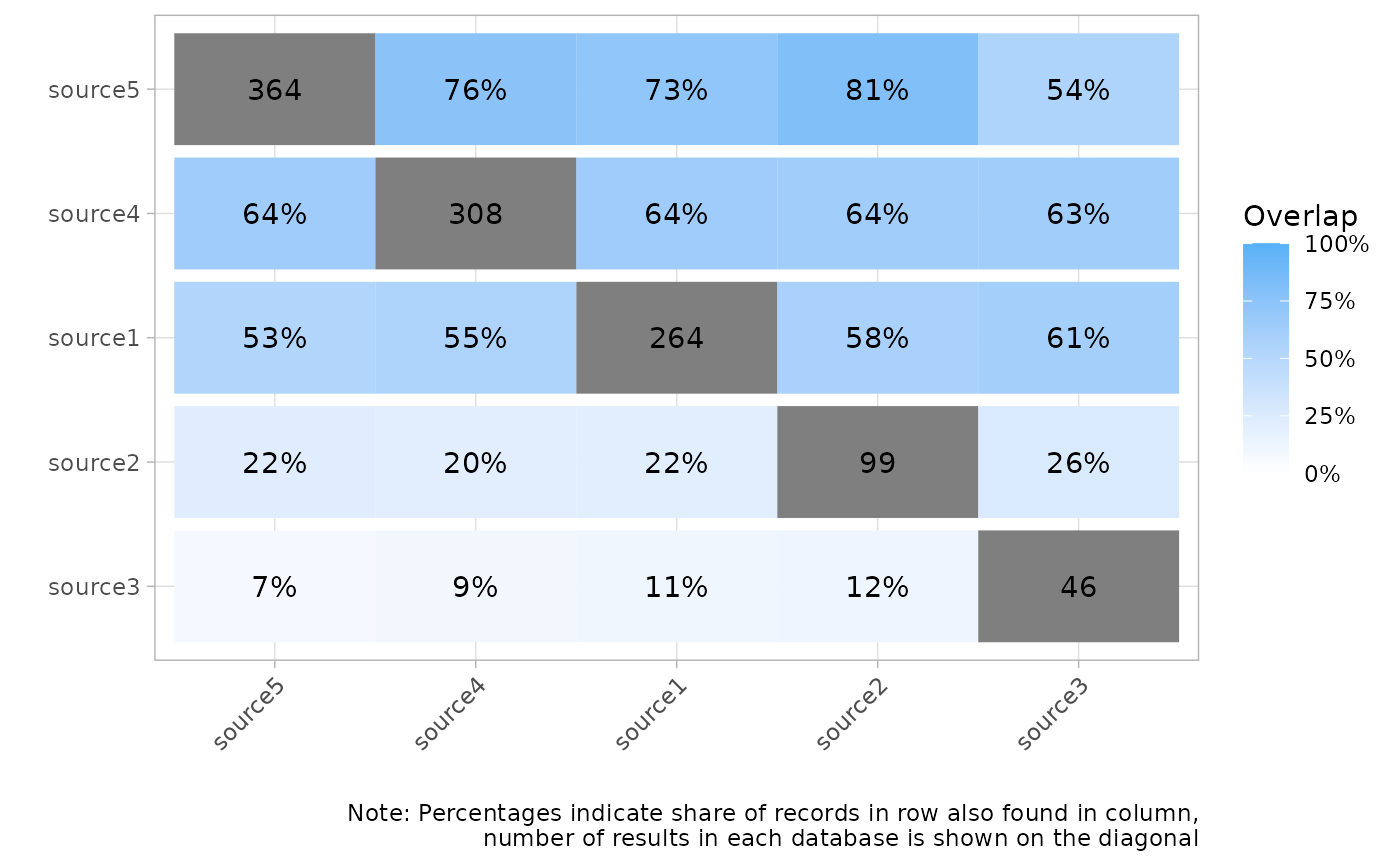 source5 364 76% 73% 81% 54%
source4 64% 308 64% 64% 63%
source1 53% 55% 264 58% 61%
source2 22% 20% 22% 99 26%
source3 7% 9% 11% 12% 46
source5 source4 source1 source2 source3
Overlap
100%
75%
50%
25%
0%
Note: Percentages indicate share of records in row also found in column,
number of results in each database is shown on the diagonal